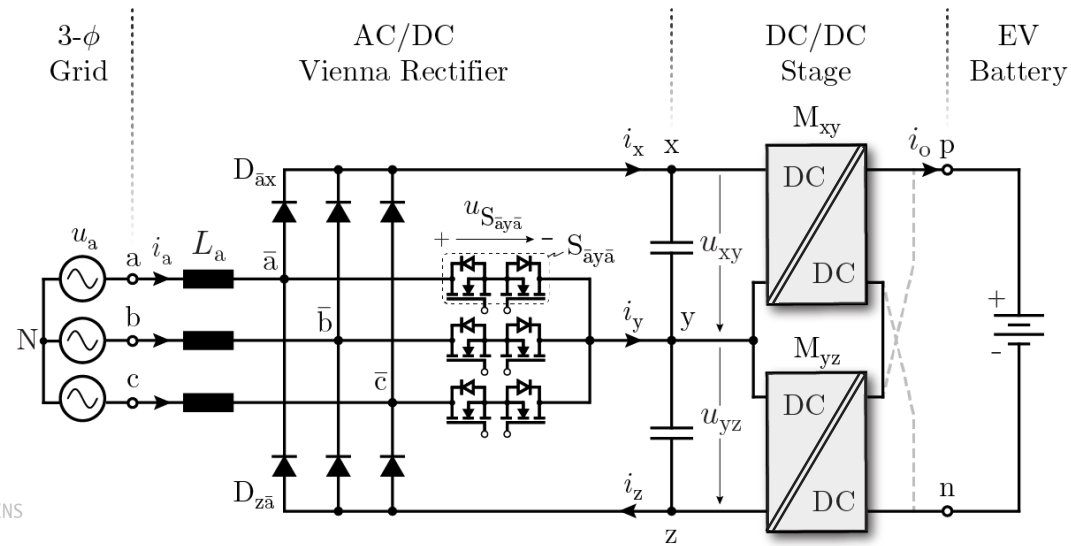 3-ϕ
Grid
AC/DC
Vienna Rectifier
DC/DC
Stage
EV
Battery
M_xy
D_āx
i_x
x
i_o
p
DC
u_S_āyā
+
-
S_āyā
u_a
a
i_a
L_a
ā
u_xy
DC
N
b
b̄
i_y
y
+
-
M_yz
c
c̄
DC
u_yz
D_zā
i_z
z
DC
n
ENS